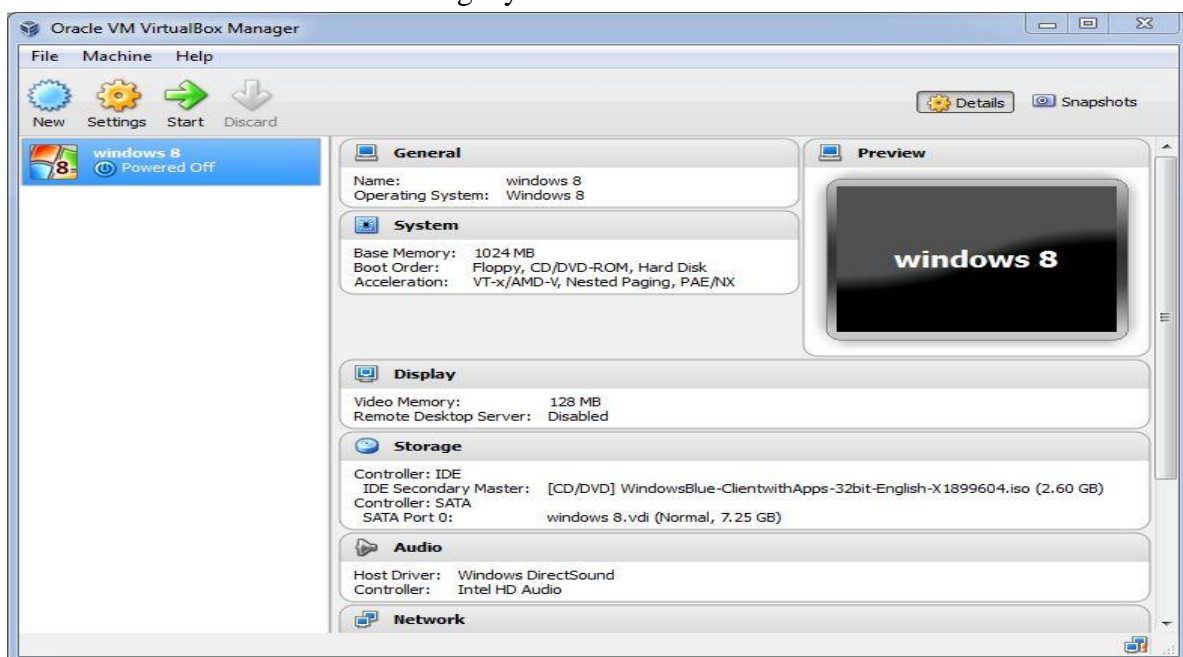 Oracle VM VirtualBox Manager
File Machine Help
New Settings Start Discard
Details Snapshots
windows 8
Powered Off
8
General
Name: windows 8
Operating System: Windows 8
System
Base Memory: 1024 MB
Boot Order: Floppy, CD/DVD-ROM, Hard Disk
Acceleration: VT-x/AMD-V, Nested Paging, PAE/NX
Preview
windows 8
Display
Video Memory: 128 MB
Remote Desktop Server: Disabled
Storage
Controller: IDE
IDE Secondary Master: [CD/DVD] WindowsBlue-ClientwithApps-32bit-English-X1899604.iso (2.60 GB)
Controller: SATA
SATA Port 0: windows 8.vdi (Normal, 7.25 GB)
Audio
Host Driver: Windows DirectSound
Controller: Intel HD Audio
Network